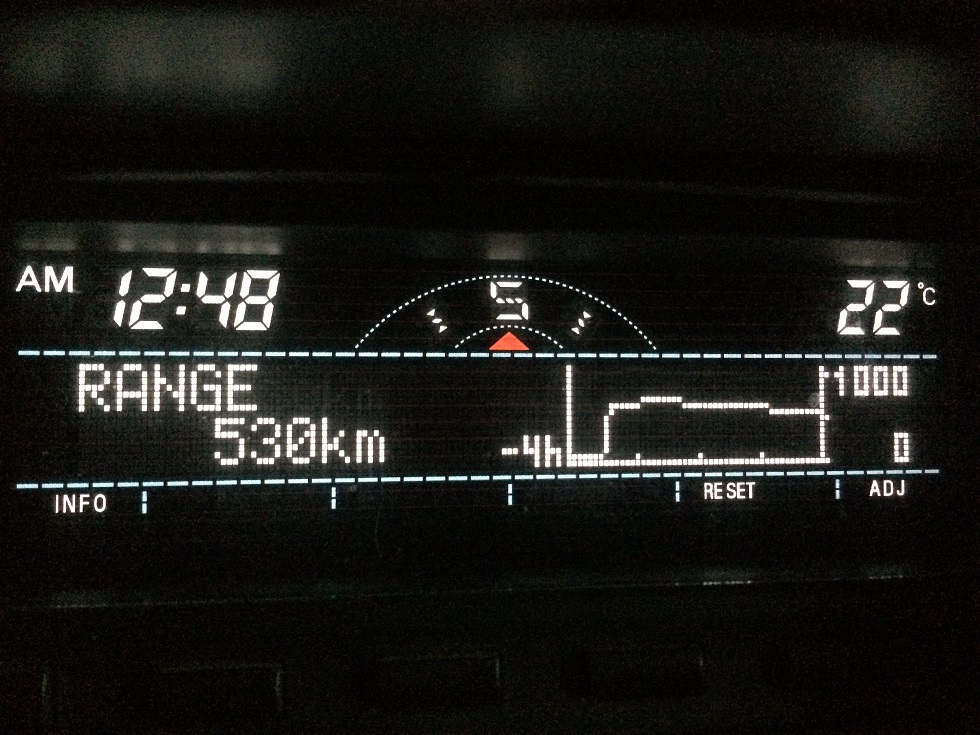 AM 12:48 S 22°C
RANGE 1000
530km -4h 0
INFO RESET ADJ